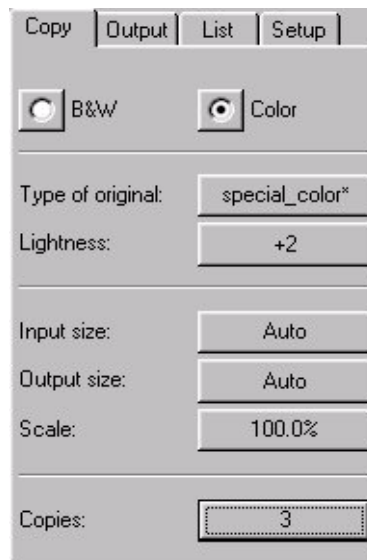 Copy Output List Setup
B&W Color
Type of original: special_color*
Lightness: +2
Input size: Auto
Output size: Auto
Scale: 100.0%
Copies: 3